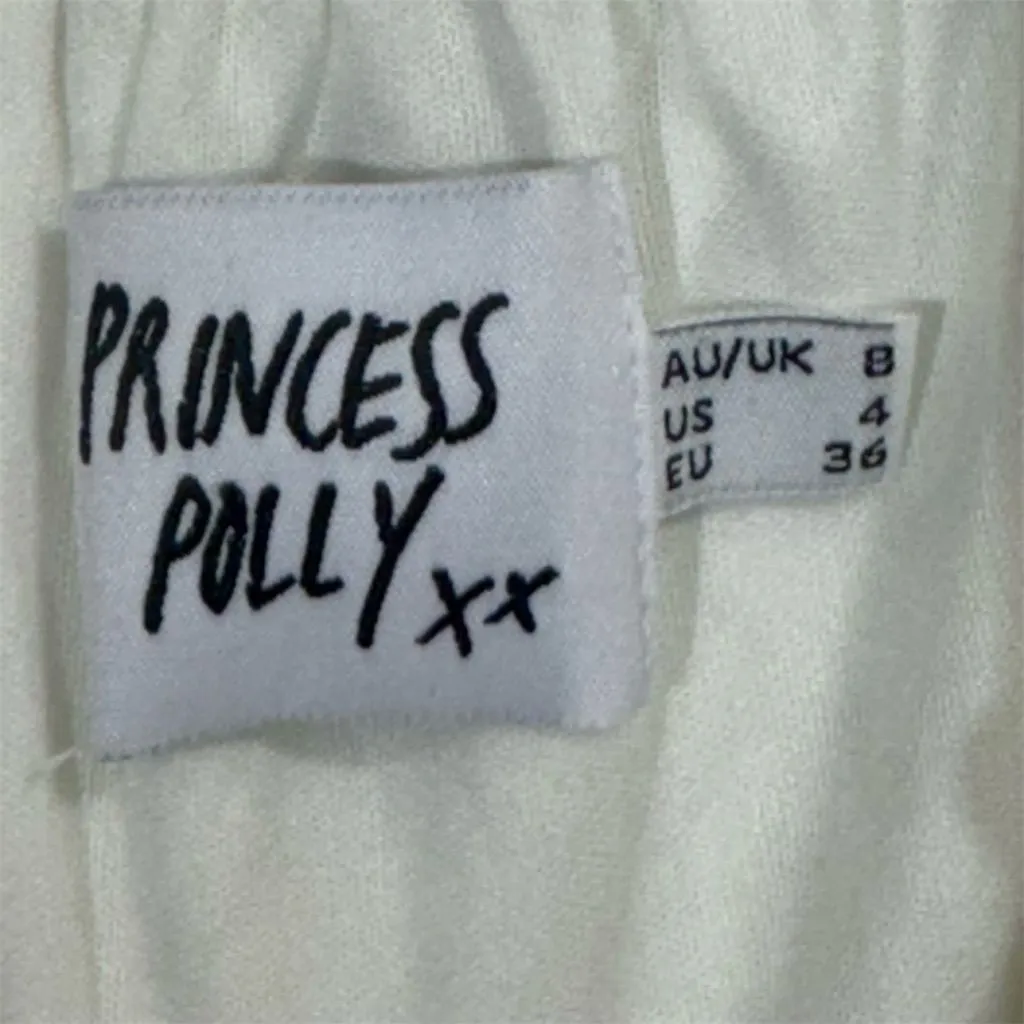 PRINCESS
POLLY xx
AU/UK 8
US 4
EU 36